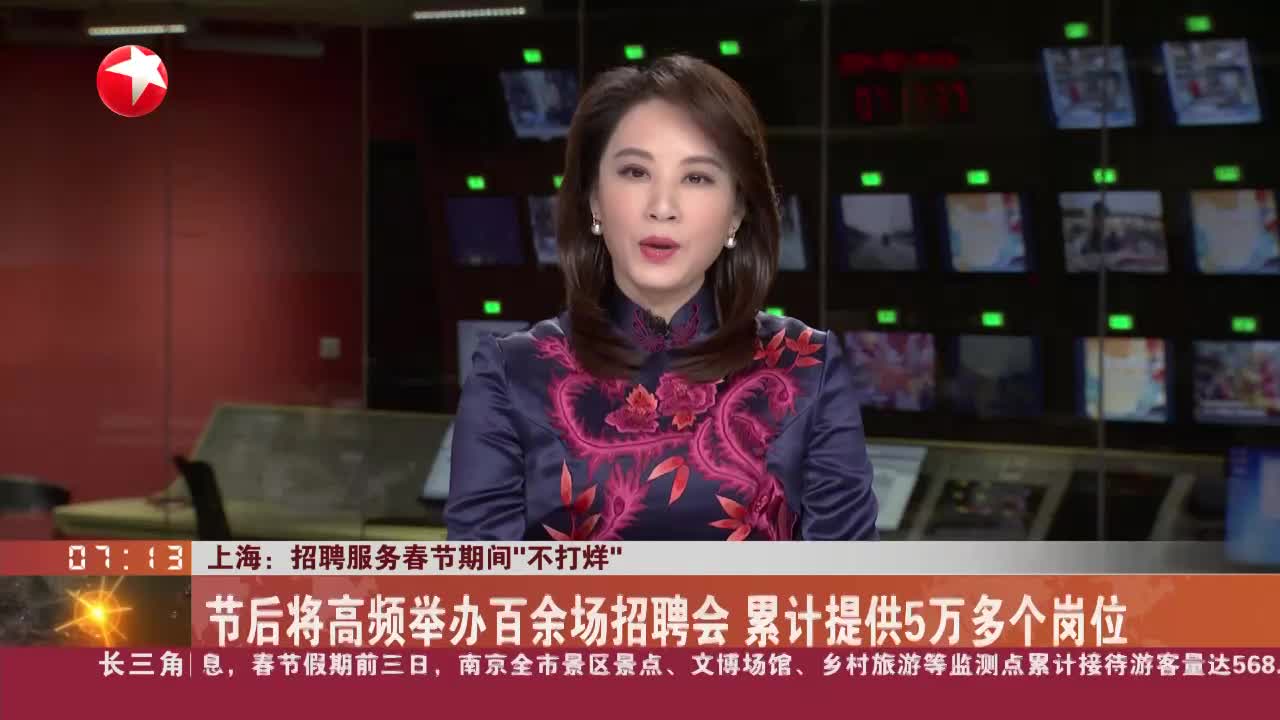 07:13
上海：招聘服务春节期间"不打烊"
节后将高频举办百余场招聘会 累计提供5万多个岗位
长三角 息，春节假期前三日，南京全市景区景点、文博场馆、乡村旅游等监测点累计接待游客量达568.